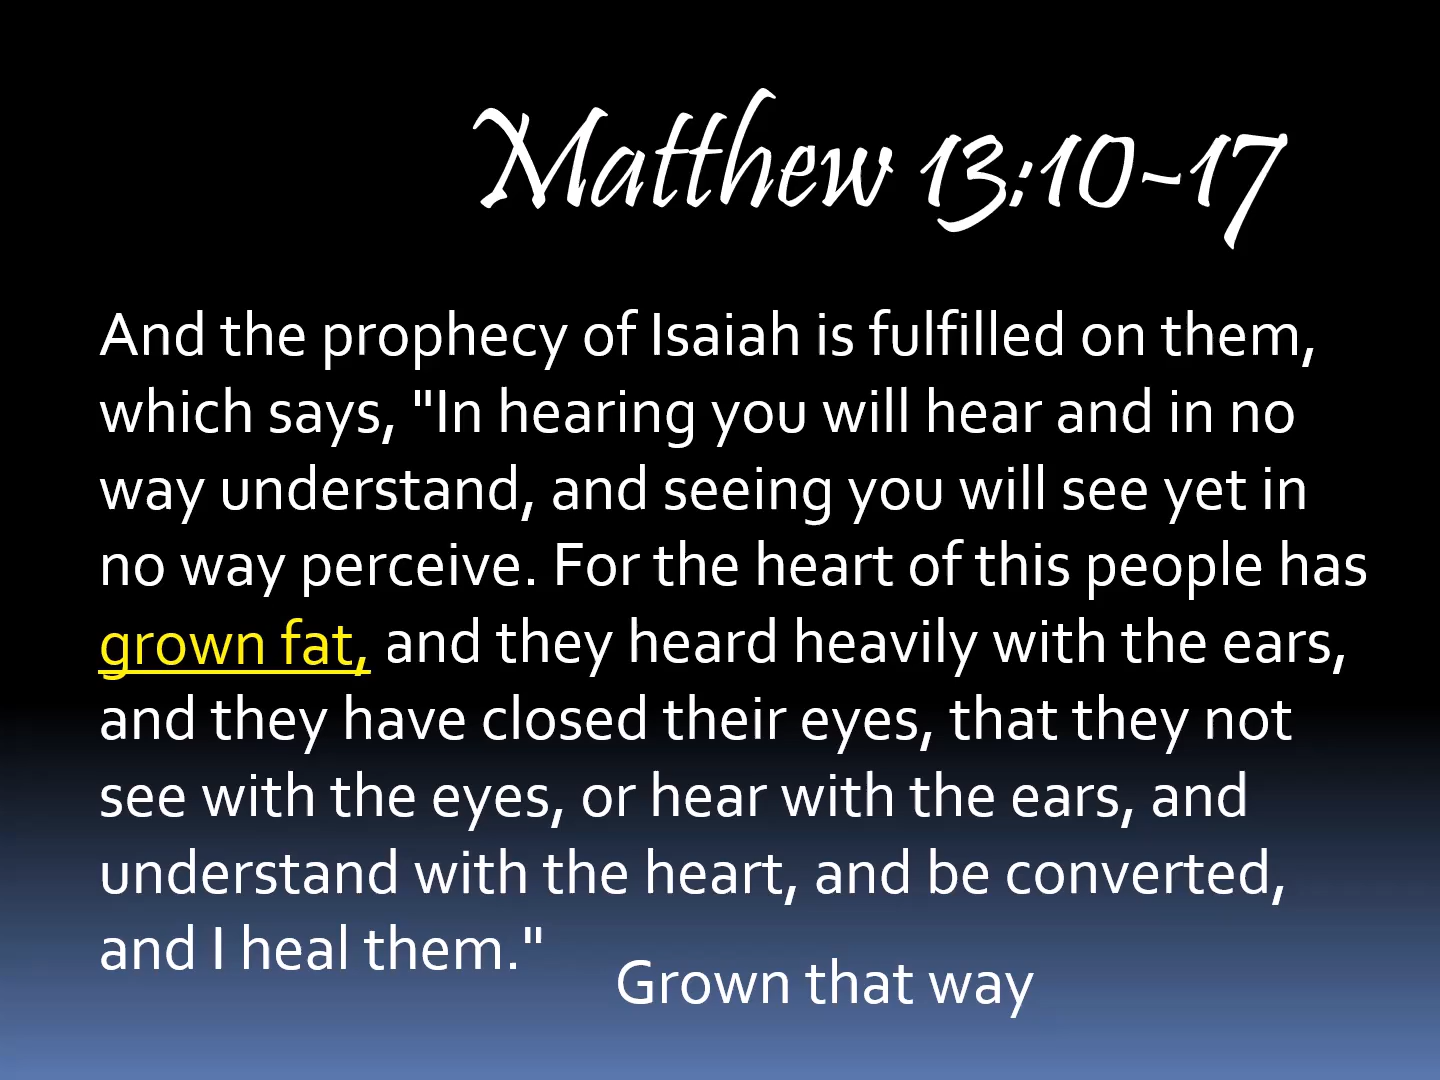 Matthew 13:10-17
And the prophecy of Isaiah is fulfilled on them,
which says, "In hearing you will hear and in no
way understand, and seeing you will see yet in
no way perceive. For the heart of this people has
grown fat, and they heard heavily with the ears,
and they have closed their eyes, that they not
see with the eyes, or hear with the ears, and
understand with the heart, and be converted,
and I heal them."
Grown that way